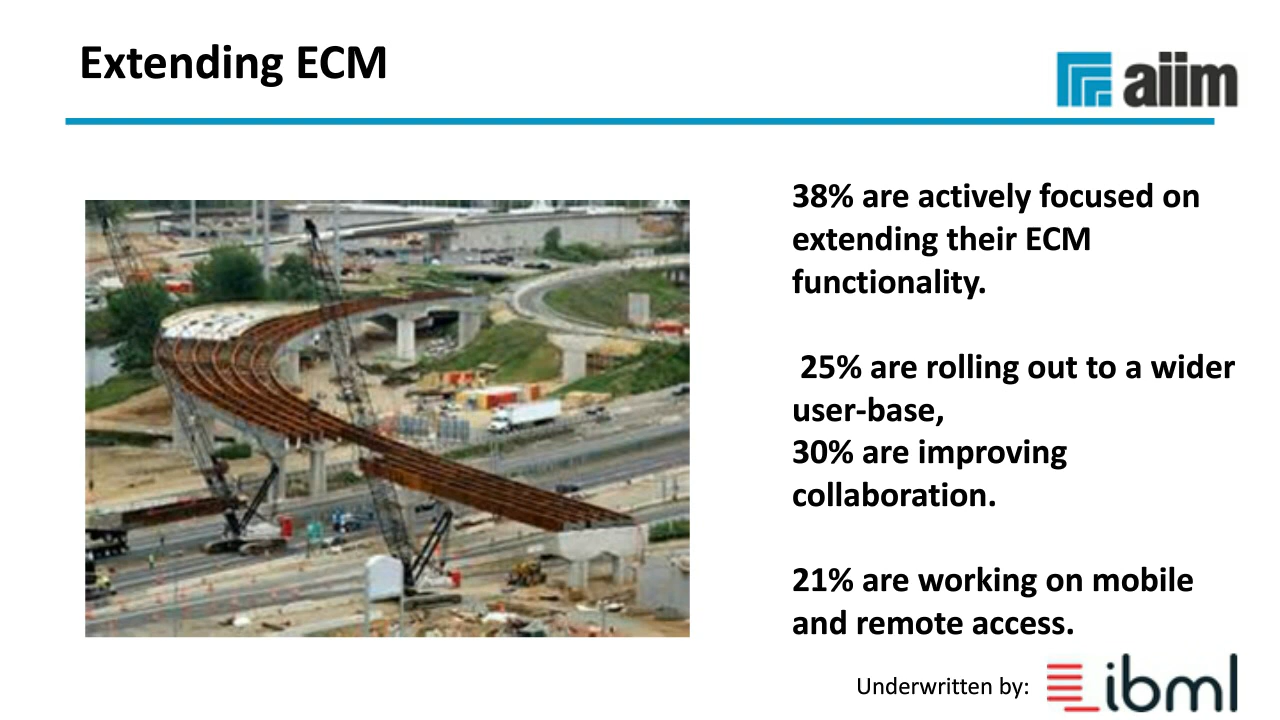 Extending ECM
aiim
38% are actively focused on
extending their ECM
functionality.
25% are rolling out to a wider
user-base,
30% are improving
collaboration.
21% are working on mobile
and remote access.
Underwritten by:
ibml